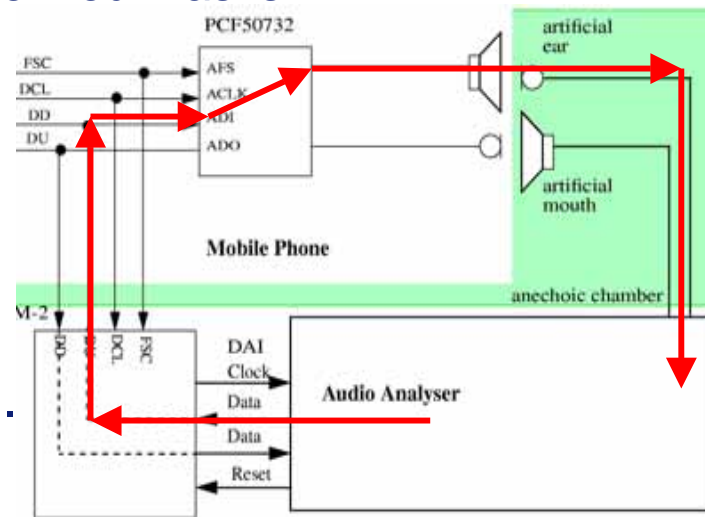 PCF50732
artificial
ear
FSC
AFS
DCL
ACLK
DD
ADI
DU
ADO
artificial
mouth
Mobile Phone
anechoic chamber
M-2
DD
DCL
FSC
DAI
Clock
Audio Analyser
Data
Data
Reset